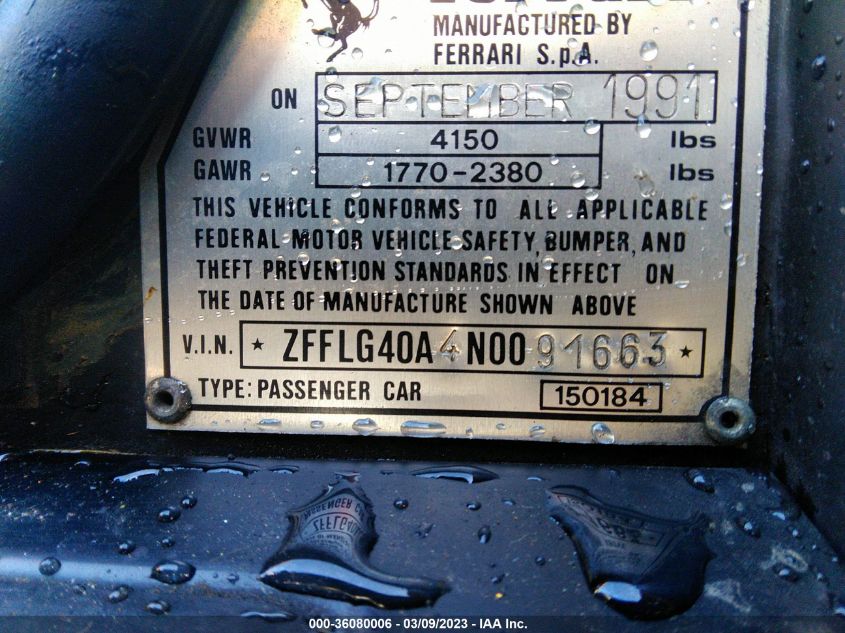 MANUFACTURED BY
FERRARI S.p.A.
ON SEPTEMBER 1991
GVWR 4150 lbs
GAWR 1770-2380 lbs
THIS VEHICLE CONFORMS TO ALL APPLICABLE
FEDERAL MOTOR VEHICLE SAFETY, BUMPER, AND
THEFT PREVENTION STANDARDS IN EFFECT ON
THE DATE OF MANUFACTURE SHOWN ABOVE
V.I.N. ★ ZFFLG40A4N0091663 ★
TYPE: PASSENGER CAR 150184
000-36080006 - 03/09/2023 - IAA Inc.